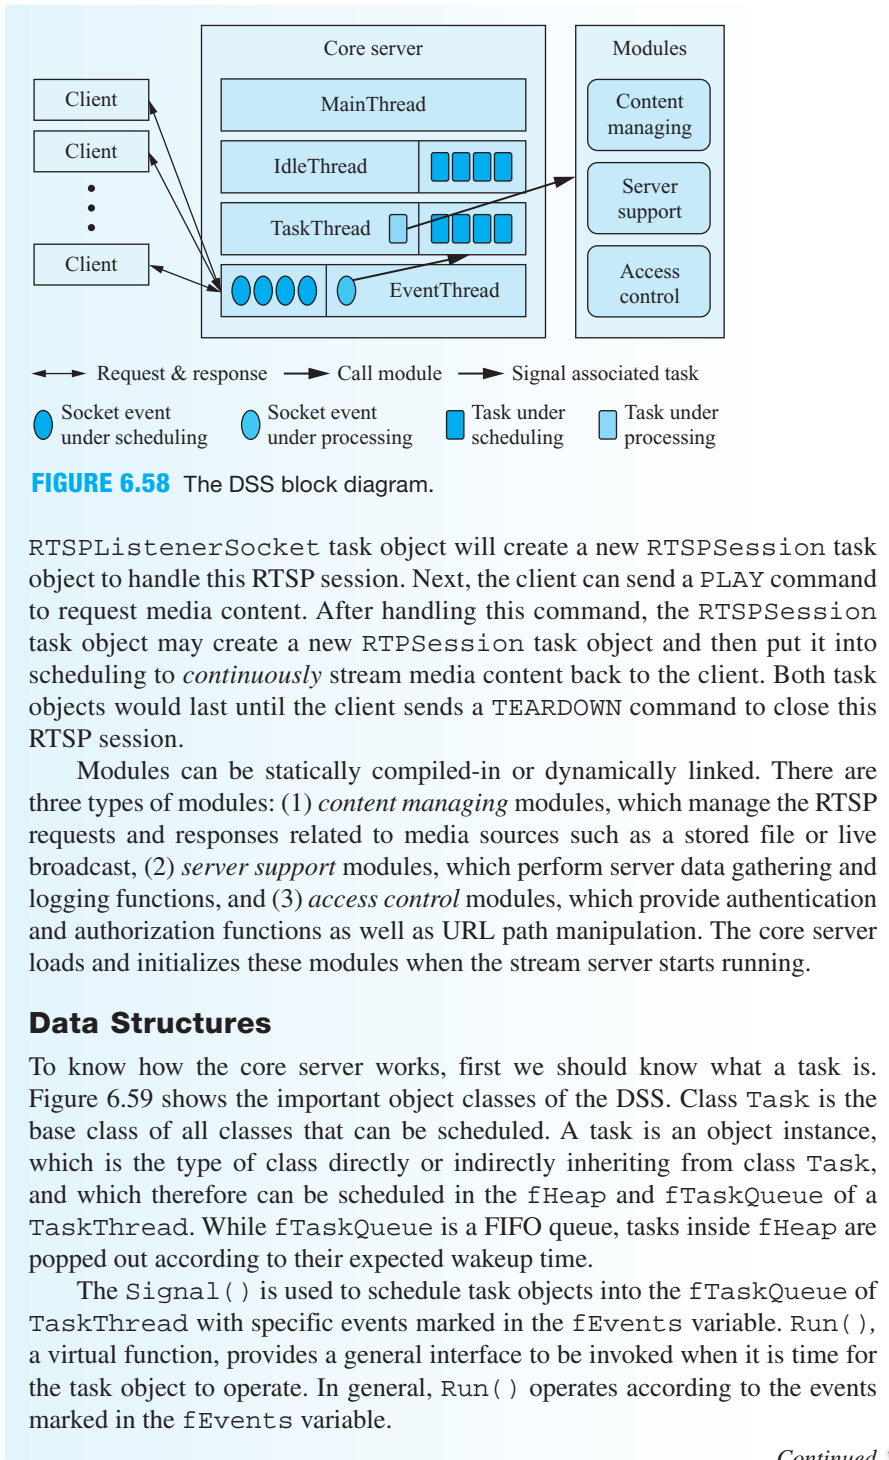 Core server
Modules
Client
MainThread
Content
managing
Client
IdleThread
Server
support
TaskThread
Client
EventThread
Access
control
Request & response
Call module
Signal associated task
Socket event
under scheduling
Socket event
under processing
Task under
scheduling
Task under
processing
FIGURE 6.58 The DSS block diagram.
RTSPListenerSocket task object will create a new RTSPSession task
object to handle this RTSP session. Next, the client can send a PLAY command
to request media content. After handling this command, the RTSPSession
task object may create a new RTPSession task object and then put it into
scheduling to continuously stream media content back to the client. Both task
objects would last until the client sends a TEARDOWN command to close this
RTSP session.
Modules can be statically compiled-in or dynamically linked. There are
three types of modules: (1) content managing modules, which manage the RTSP
requests and responses related to media sources such as a stored file or live
broadcast, (2) server support modules, which perform server data gathering and
logging functions, and (3) access control modules, which provide authentication
and authorization functions as well as URL path manipulation. The core server
loads and initializes these modules when the stream server starts running.
Data Structures
To know how the core server works, first we should know what a task is.
Figure 6.59 shows the important object classes of the DSS. Class Task is the
base class of all classes that can be scheduled. A task is an object instance,
which is the type of class directly or indirectly inheriting from class Task,
and which therefore can be scheduled in the fHeap and fTaskQueue of a
TaskThread. While fTaskQueue is a FIFO queue, tasks inside fHeap are
popped out according to their expected wakeup time.
The Signal() is used to schedule task objects into the fTaskQueue of
TaskThread with specific events marked in the fEvents variable. Run(),
a virtual function, provides a general interface to be invoked when it is time for
the task object to operate. In general, Run() operates according to the events
marked in the fEvents variable.
Continued